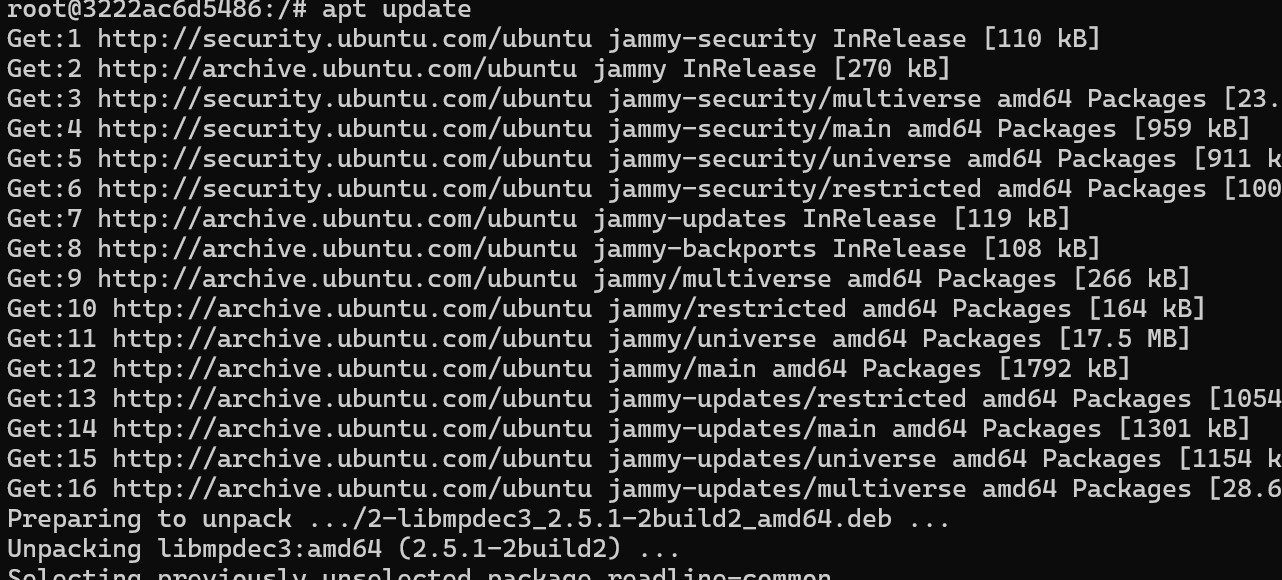 root@3222ac6d5486:/# apt update
Get:1 http://security.ubuntu.com/ubuntu jammy-security InRelease [110 kB]
Get:2 http://archive.ubuntu.com/ubuntu jammy InRelease [270 kB]
Get:3 http://security.ubuntu.com/ubuntu jammy-security/multiverse amd64 Packages [23.
Get:4 http://security.ubuntu.com/ubuntu jammy-security/main amd64 Packages [959 kB]
Get:5 http://security.ubuntu.com/ubuntu jammy-security/universe amd64 Packages [911 k
Get:6 http://security.ubuntu.com/ubuntu jammy-security/restricted amd64 Packages [100
Get:7 http://archive.ubuntu.com/ubuntu jammy-updates InRelease [119 kB]
Get:8 http://archive.ubuntu.com/ubuntu jammy-backports InRelease [108 kB]
Get:9 http://archive.ubuntu.com/ubuntu jammy/multiverse amd64 Packages [266 kB]
Get:10 http://archive.ubuntu.com/ubuntu jammy/restricted amd64 Packages [164 kB]
Get:11 http://archive.ubuntu.com/ubuntu jammy/universe amd64 Packages [17.5 MB]
Get:12 http://archive.ubuntu.com/ubuntu jammy/main amd64 Packages [1792 kB]
Get:13 http://archive.ubuntu.com/ubuntu jammy-updates/restricted amd64 Packages [1054
Get:14 http://archive.ubuntu.com/ubuntu jammy-updates/main amd64 Packages [1301 kB]
Get:15 http://archive.ubuntu.com/ubuntu jammy-updates/universe amd64 Packages [1154 k
Get:16 http://archive.ubuntu.com/ubuntu jammy-updates/multiverse amd64 Packages [28.6
Preparing to unpack .../2-libmpdec3_2.5.1-2build2_amd64.deb ...
Unpacking libmpdec3:amd64 (2.5.1-2build2) ...
Selecting previously unselected package readline-common